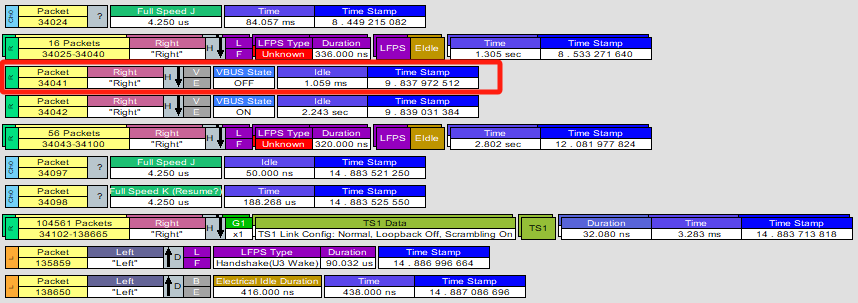 CH0 Packet 34024 ? Full Speed J 4.250 us Time 84.057 ms Time Stamp 8 . 449 215 082
R 16 Packets 34025-34040 Right "Right" H L F LFPS Type Unknown Duration 336.000 ns LFPS EIdle Time 1.305 sec Time Stamp 8 . 533 271 640
R Packet 34041 Right "Right" H V E VBUS State OFF Idle 1.059 ms Time Stamp 9 . 837 972 512
R Packet 34042 Right "Right" H V E VBUS State ON Idle 2.243 sec Time Stamp 9 . 839 031 384
R 56 Packets 34043-34100 Right "Right" H L F LFPS Type Unknown Duration 320.000 ns LFPS EIdle Time 2.802 sec Time Stamp 12 . 081 977 824
CH0 Packet 34097 ? Full Speed J 4.250 us Idle 50.000 ns Time Stamp 14 . 883 521 250
CH0 Packet 34098 ? Full Speed K (Resume?) 4.250 us Time 188.268 us Time Stamp 14 . 883 525 550
R 104561 Packets 34102-138665 Right "Right" H G1 x1 TS1 Data TS1 Link Config: Normal, Loopback Off, Scrambling On TS1 Duration 32.080 ns Time 3.283 ms Time Stamp 14 . 883 713 818
L Packet 135859 Left "Left" D L F LFPS Type Handshake(U3 Wake) Duration 90.032 us Time Stamp 14 . 886 996 664
L Packet 138650 Left "Left" D B E Electrical Idle Duration 416.000 ns Time 438.000 ns Time Stamp 14 . 887 086 696